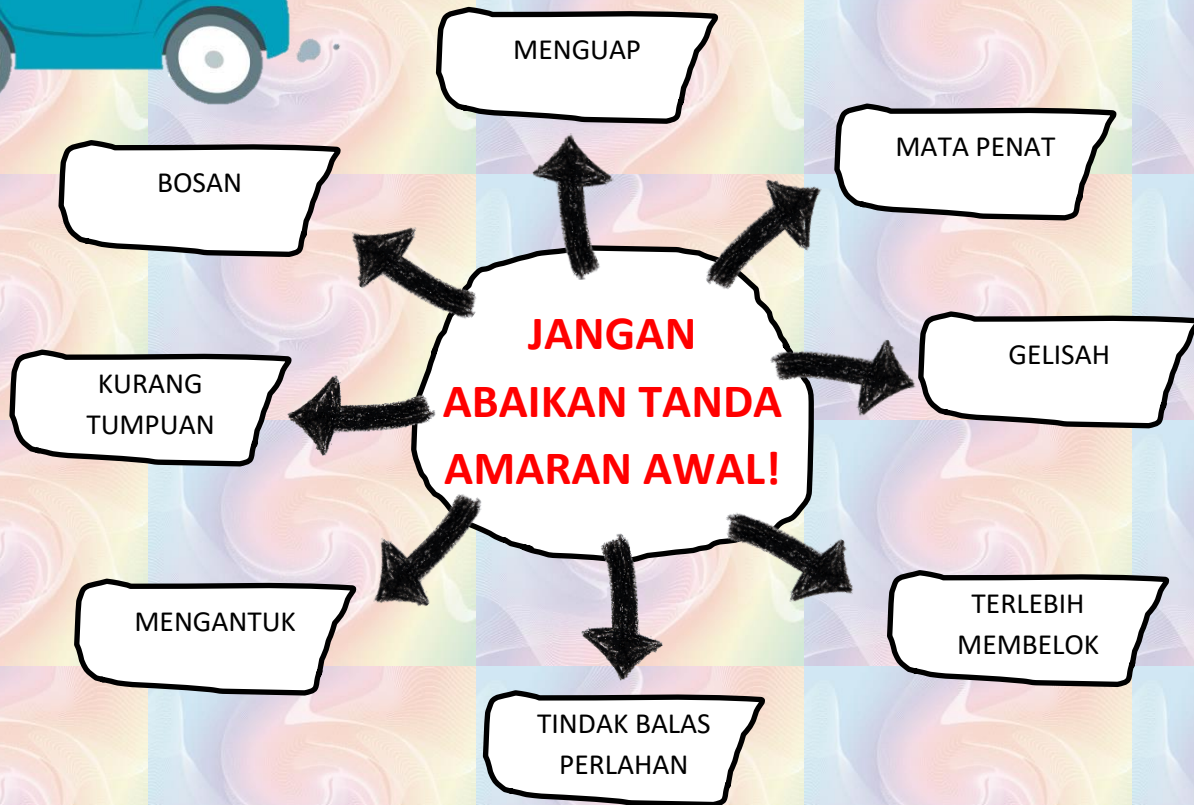 MENGUAP
MATA PENAT
BOSAN
JANGAN
ABAIKAN TANDA
AMARAN AWAL!
GELISAH
KURANG
TUMPUAN
MENGANTUK
TERLEBIH
MEMBELOK
TINDAK BALAS
PERLAHAN